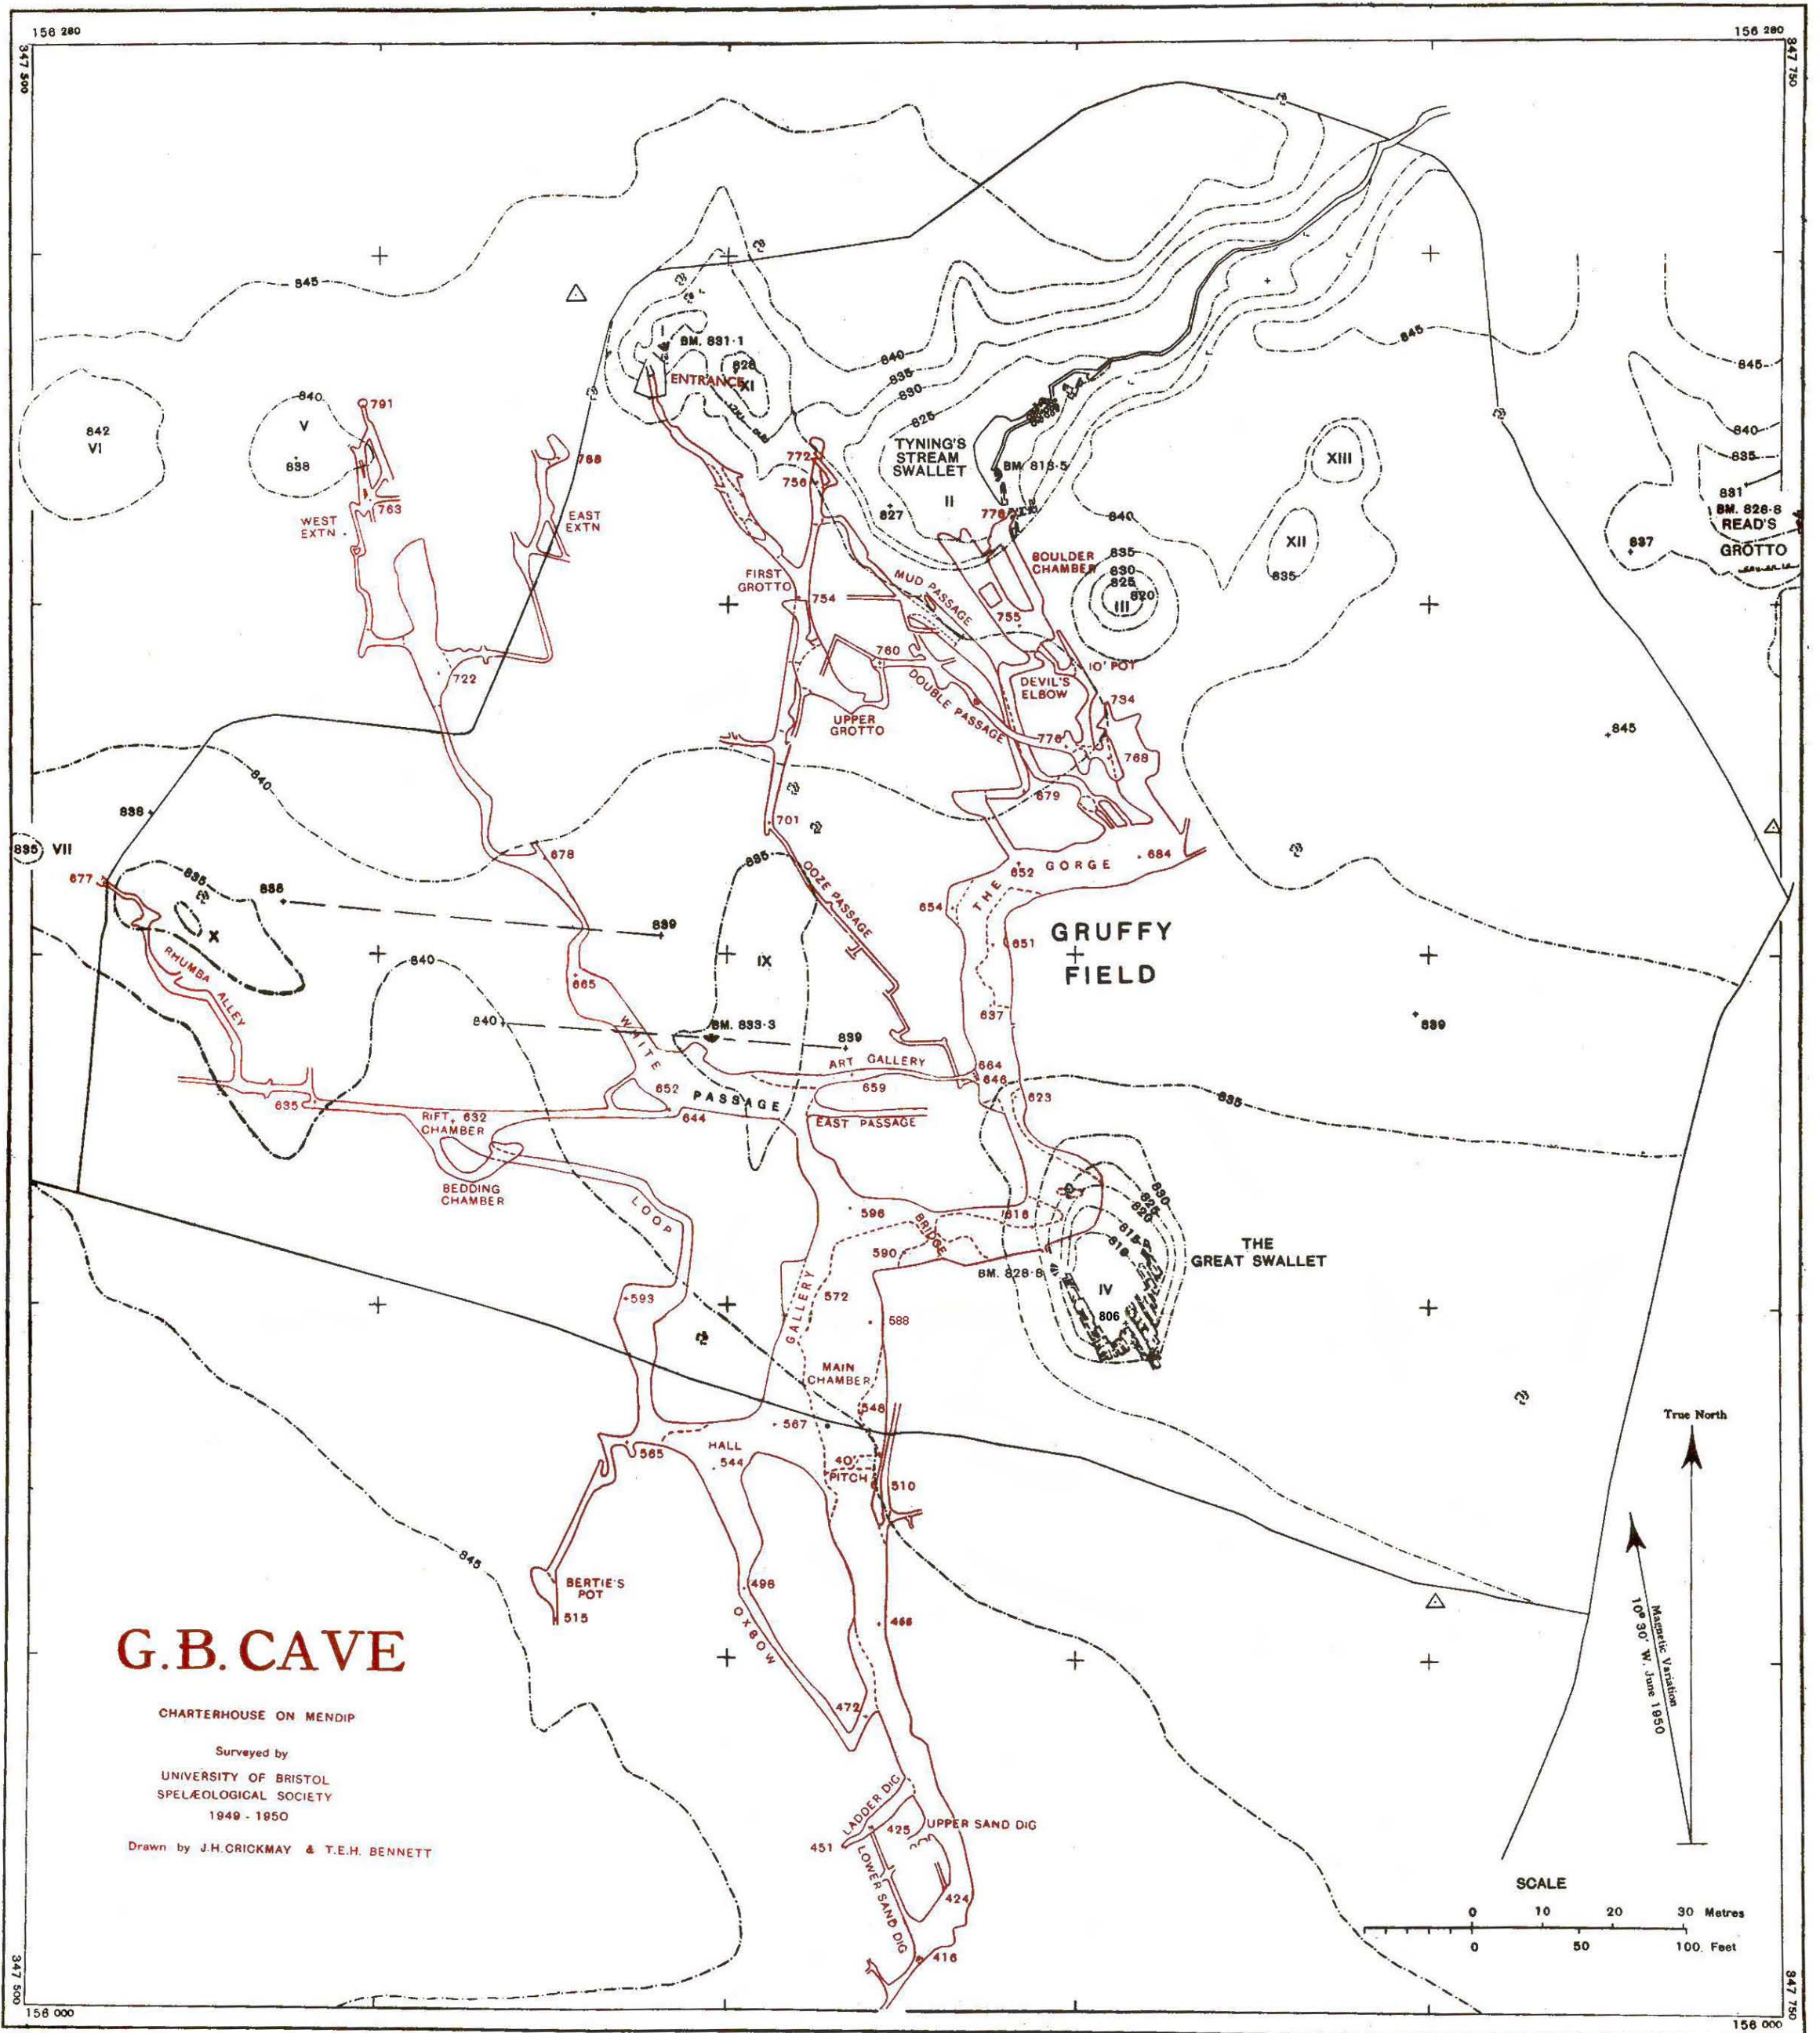 156 280
156 280
347 500
347 750
845
BM. 831·1
828
XI
ENTRANCE
840
835
830
825
845
845
840
835
831
BM. 828·8
READ'S
GROTTO
837
842
VI
840
V
838
791
768
763
WEST
EXTN
EAST
EXTN
772
756
TYNING'S
STREAM
SWALLET
II
BM. 818·5
827
776
XIII
XII
835
840
835
830
825
820
III
BOULDER
CHAMBER
MUD PASSAGE
FIRST
GROTTO
754
755
760
10' POT
DEVIL'S
ELBOW
DOUBLE PASSAGE
734
722
UPPER
GROTTO
776
768
845
679
840
838
701
835
VII
678
835
OOZE PASSAGE
684
THE GORGE
652
677
835
838
654
839
X
IX
651
GRUFFY
FIELD
RHUMBA ALLEY
840
665
637
840
BM. 833·3
839
839
WHITE
PASSAGE
ART GALLERY
664
646
659
652
623
835
635
RIFT
CHAMBER
632
644
EAST PASSAGE
BEDDING
CHAMBER
LOOP
596
616
BRIDGE
590
830
825
820
815
810
THE
GREAT SWALLET
BM. 828·8
IV
806
593
GALLERY
572
588
MAIN
CHAMBER
548
567
565
HALL
544
40'
PITCH
510
True North
845
BERTIE'S
POT
515
498
OXBOW
466
Magnetic Variation
10° 30' W. June 1950
G.B. CAVE
CHARTERHOUSE ON MENDIP
Surveyed by
UNIVERSITY OF BRISTOL
SPELÆOLOGICAL SOCIETY
1949 - 1950
Drawn by J.H. CRICKMAY & T.E.H. BENNETT
472
LADDER DIG
425
UPPER SAND DIG
451
LOWER SAND DIG
424
416
SCALE
0 10 20 30 Metres
0 50 100. Feet
347 500
347 750
156 000
156 000